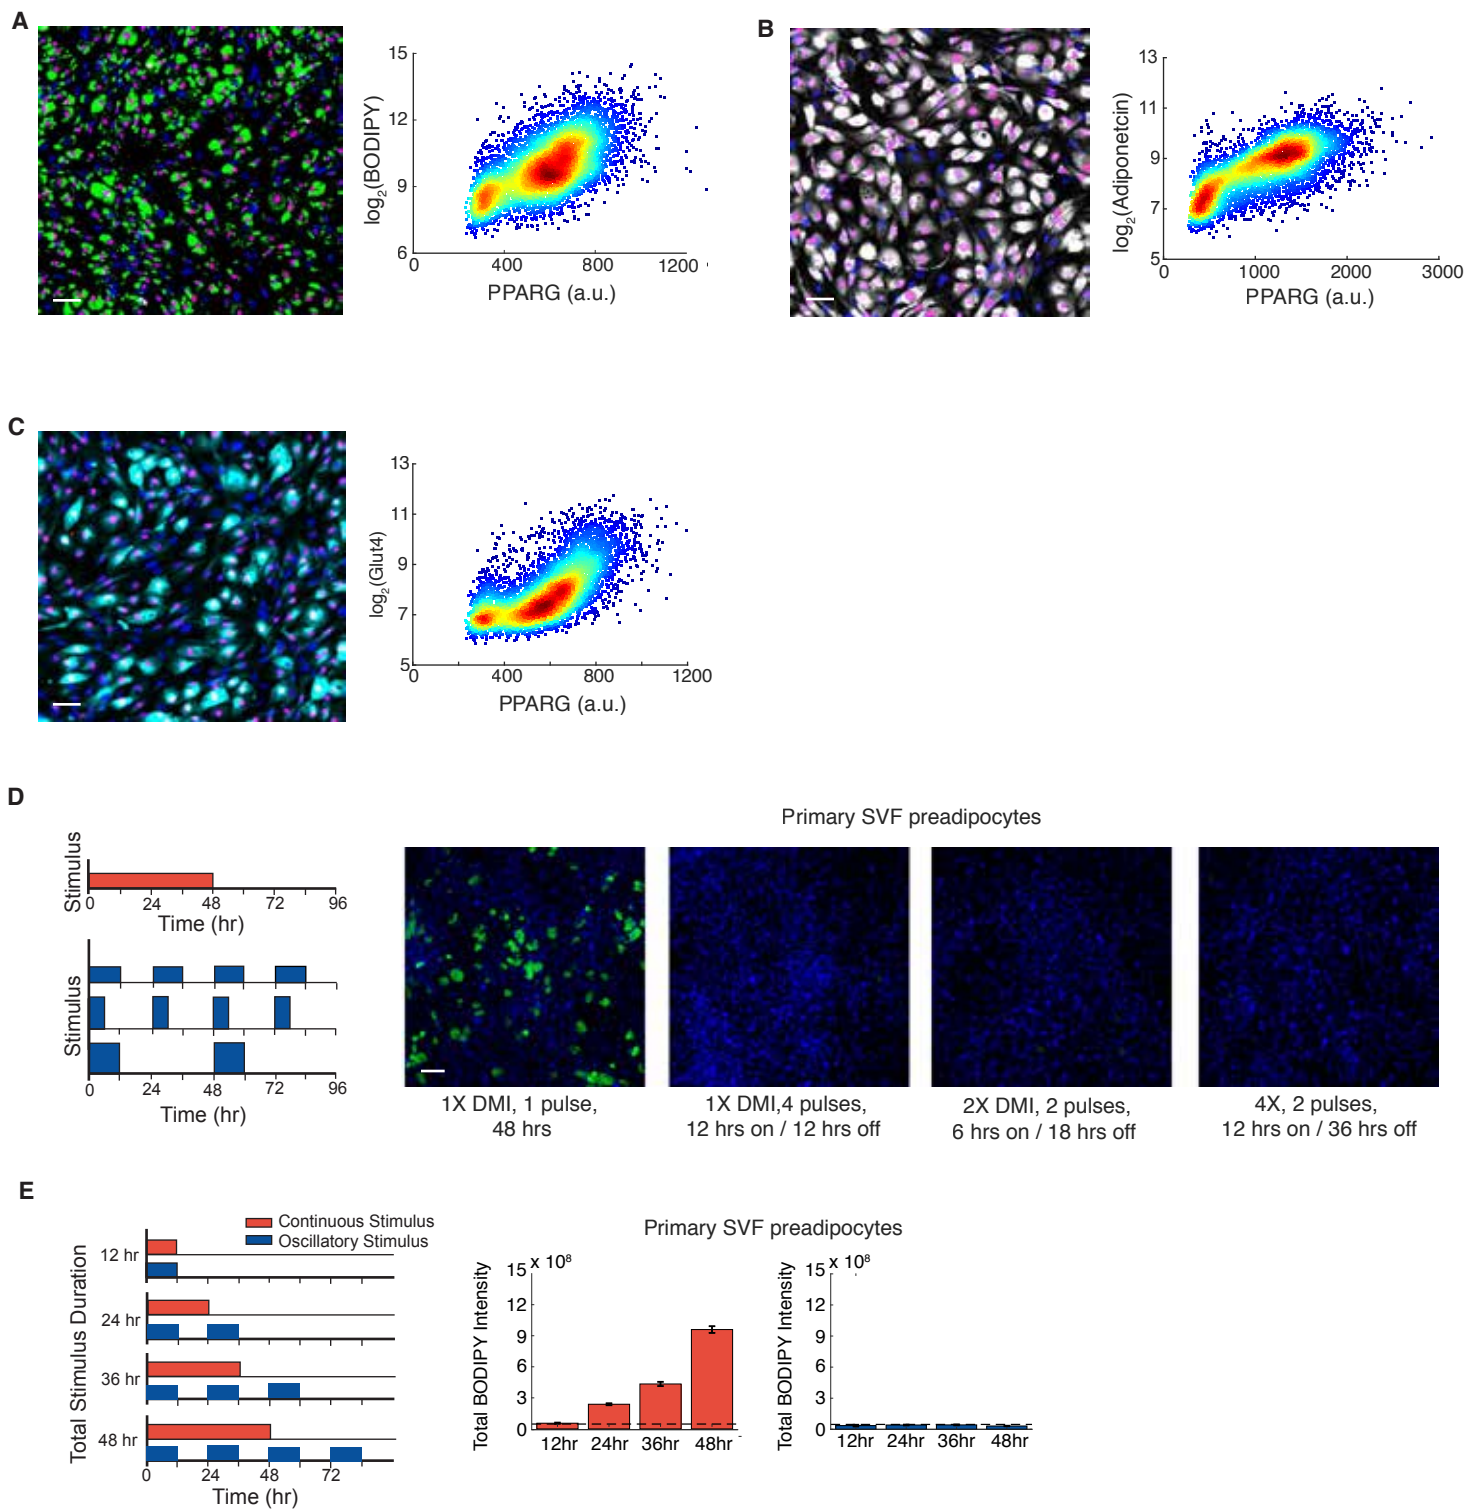 A
15
12
9
6
log2(BODIPY)
0
400
800
1200
PPARG (a.u.)
B
13
11
9
7
5
log2(Adiponetcin)
0
1000
2000
3000
PPARG (a.u.)
C
13
11
9
7
5
log2(Glut4)
0
400
800
1200
PPARG (a.u.)
D
Primary SVF preadipocytes
Stimulus
0
24
48
72
96
Time (hr)
Stimulus
0
24
48
72
96
Time (hr)
1X DMI, 1 pulse,
48 hrs
1X DMI,4 pulses,
12 hrs on / 12 hrs off
2X DMI, 2 pulses,
6 hrs on / 18 hrs off
4X, 2 pulses,
12 hrs on / 36 hrs off
E
Continuous Stimulus
Oscillatory Stimulus
Total Stimulus Duration
12 hr
24 hr
36 hr
48 hr
0
24
48
72
Time (hr)
Primary SVF preadipocytes
Total BODIPY Intensity
x 10⁸
15
12
9
6
3
0
12hr
24hr
36hr
48hr
Total BODIPY Intensity
x 10⁸
15
12
9
6
3
0
12hr
24hr
36hr
48hr